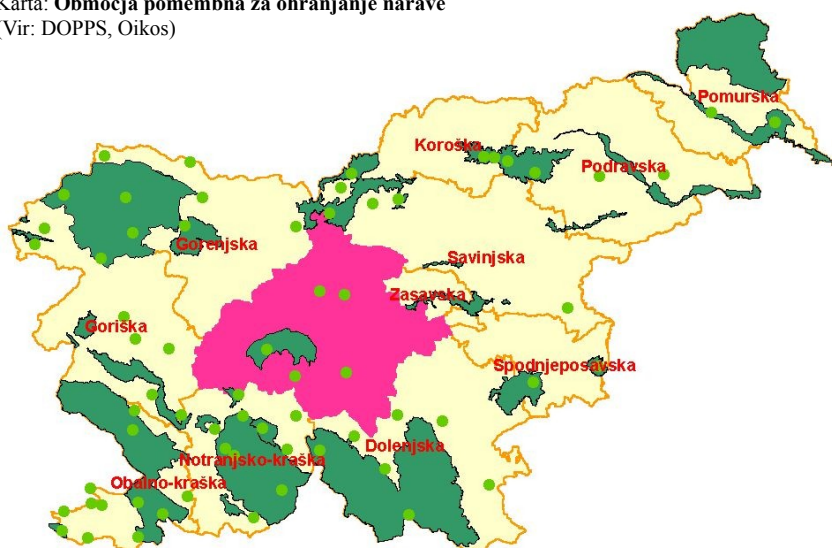 Karta: Območja pomembna za ohranjanje narave
(Vir: DOPPS, Oikos)
Pomurska
Koroška
Podravska
Gorenjska
Savinjska
Zasavska
Goriška
Spodnjeposavska
Dolenjska
Notranjsko-kraška
Obalno-kraška